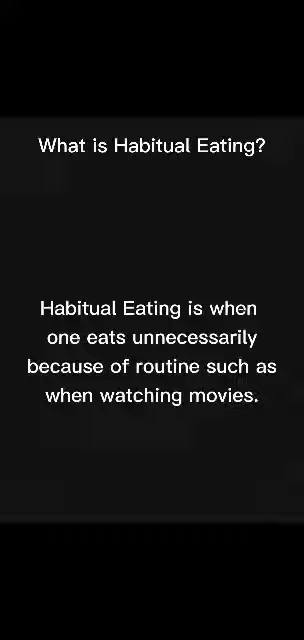 What is Habitual Eating?
Habitual Eating is when
one eats unnecessarily
because of routine such as
when watching movies.